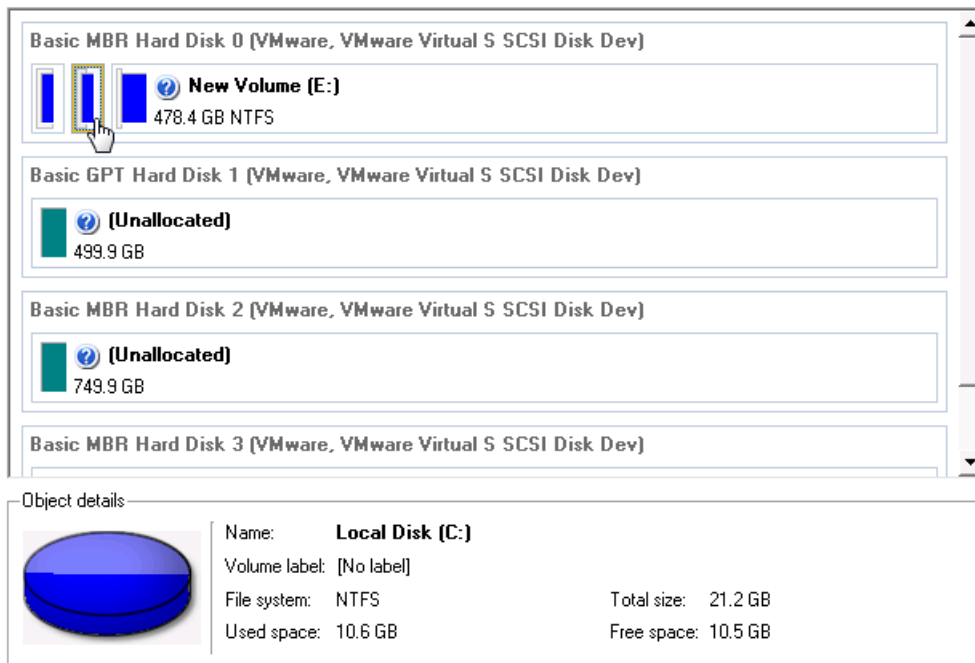 Basic MBR Hard Disk 0 (VMware, VMware Virtual S SCSI Disk Dev)
New Volume (E:)
478.4 GB NTFS
Basic GPT Hard Disk 1 (VMware, VMware Virtual S SCSI Disk Dev)
(Unallocated)
499.9 GB
Basic MBR Hard Disk 2 (VMware, VMware Virtual S SCSI Disk Dev)
(Unallocated)
749.9 GB
Basic MBR Hard Disk 3 (VMware, VMware Virtual S SCSI Disk Dev)
Object details
Name: Local Disk (C:)
Volume label: [No label]
File system: NTFS Total size: 21.2 GB
Used space: 10.6 GB Free space: 10.5 GB